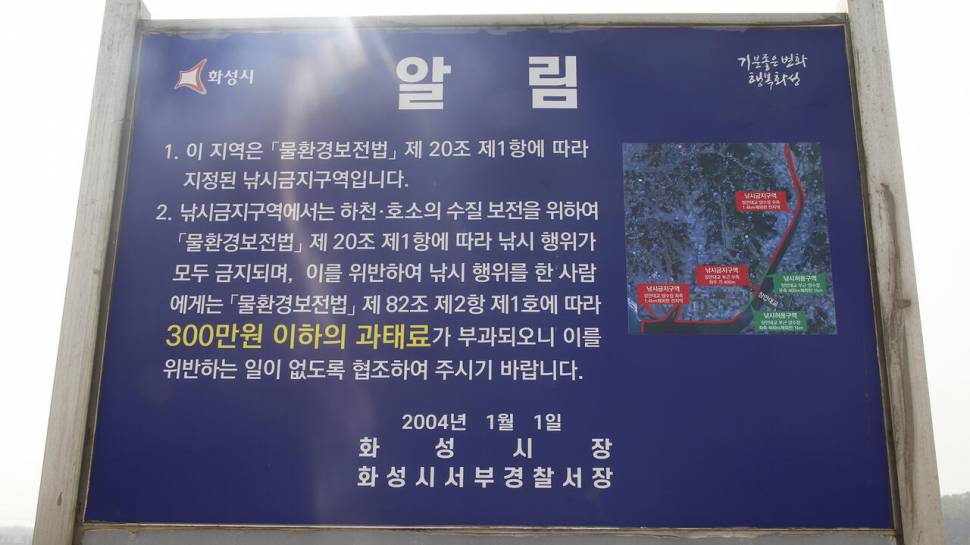 화성시
알 림
기분좋은 변화
행복화성
1. 이 지역은 「물환경보전법」 제 20조 제1항에 따라
지정된 낚시금지구역입니다.
2. 낚시금지구역에서는 하천·호소의 수질 보전을 위하여
「물환경보전법」 제 20조 제1항에 따라 낚시 행위가
모두 금지되며, 이를 위반하여 낚시 행위를 한 사람
에게는 「물환경보전법」 제 82조 제2항 제1호에 따라
300만원 이하의 과태료가 부과되오니 이를
위반하는 일이 없도록 협조하여 주시기 바랍니다.
낚시금지구역
낚시금지구역
낚시금지구역
낚시허용구역
장안대교
낚시허용구역
2004년 1월 1일
화 성 시 장
화성시서부경찰서장